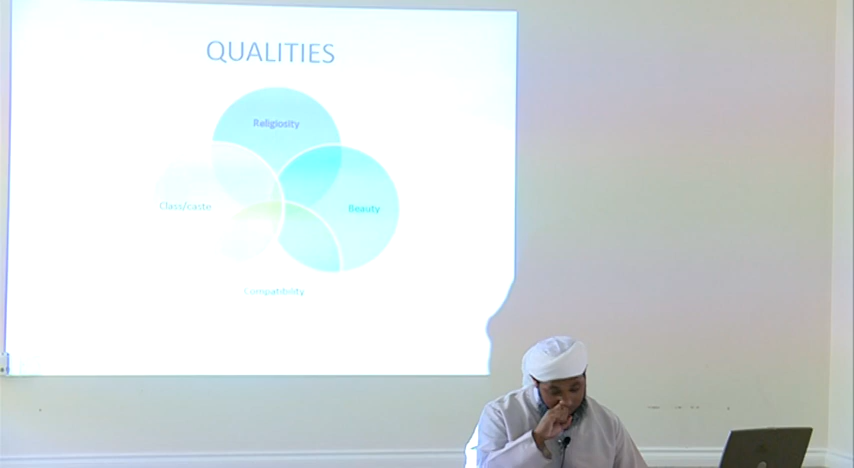 QUALITIES
Religiosity
Class/caste
Beauty
Compatibility